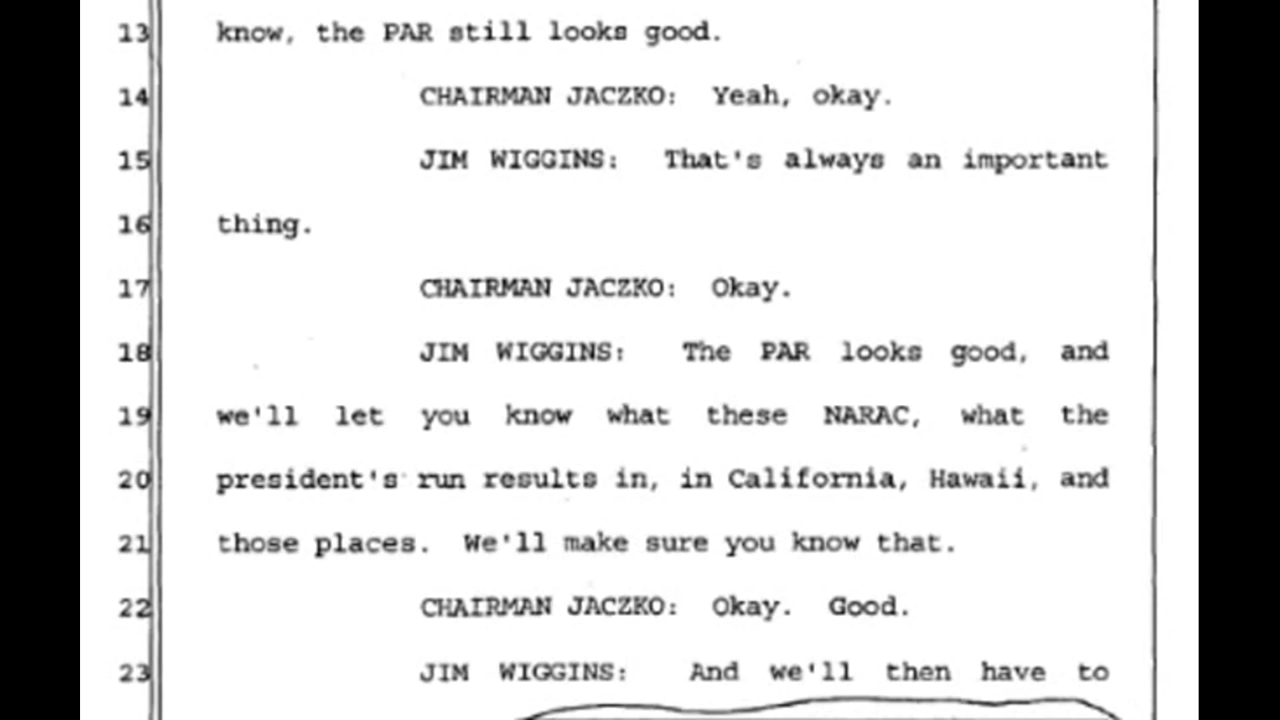 13 know, the PAR still looks good.
14 CHAIRMAN JACZKO: Yeah, okay.
15 JIM WIGGINS: That's always an important
16 thing.
17 CHAIRMAN JACZKO: Okay.
18 JIM WIGGINS: The PAR looks good, and
19 we'll let you know what these NARAC, what the
20 president's run results in, in California, Hawaii, and
21 those places. We'll make sure you know that.
22 CHAIRMAN JACZKO: Okay. Good.
23 JIM WIGGINS: And we'll then have to